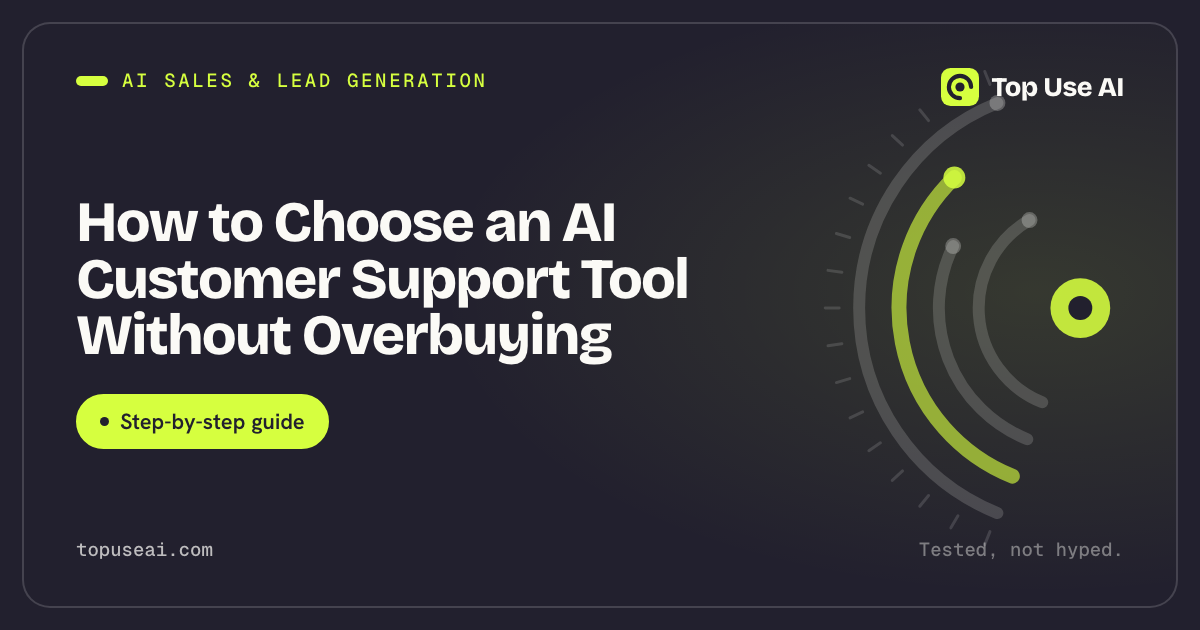 AI SALES & LEAD GENERATION
Top Use AI
How to Choose an AI
Customer Support Tool
Without Overbuying
Step-by-step guide
topuseai.com
Tested, not hyped.